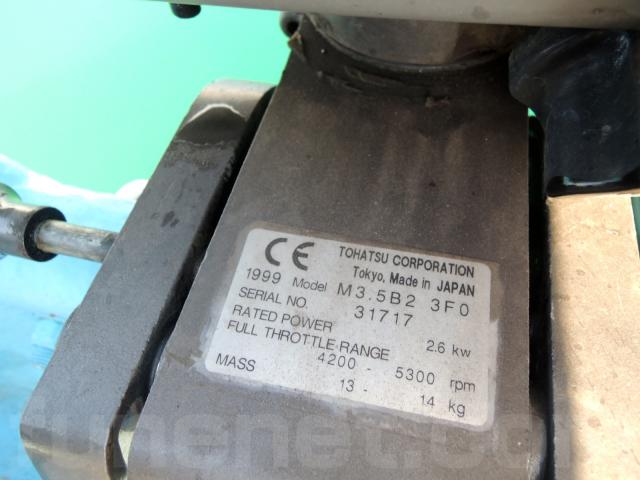 CE
TOHATSU CORPORATION
Tokyo, Made in JAPAN
1999 Model M3.5B2 3F0
SERIAL NO. 31717
RATED POWER 2.6 kw
FULL THROTTLE RANGE
4200 - 5300 rpm
MASS 13 - 14 kg